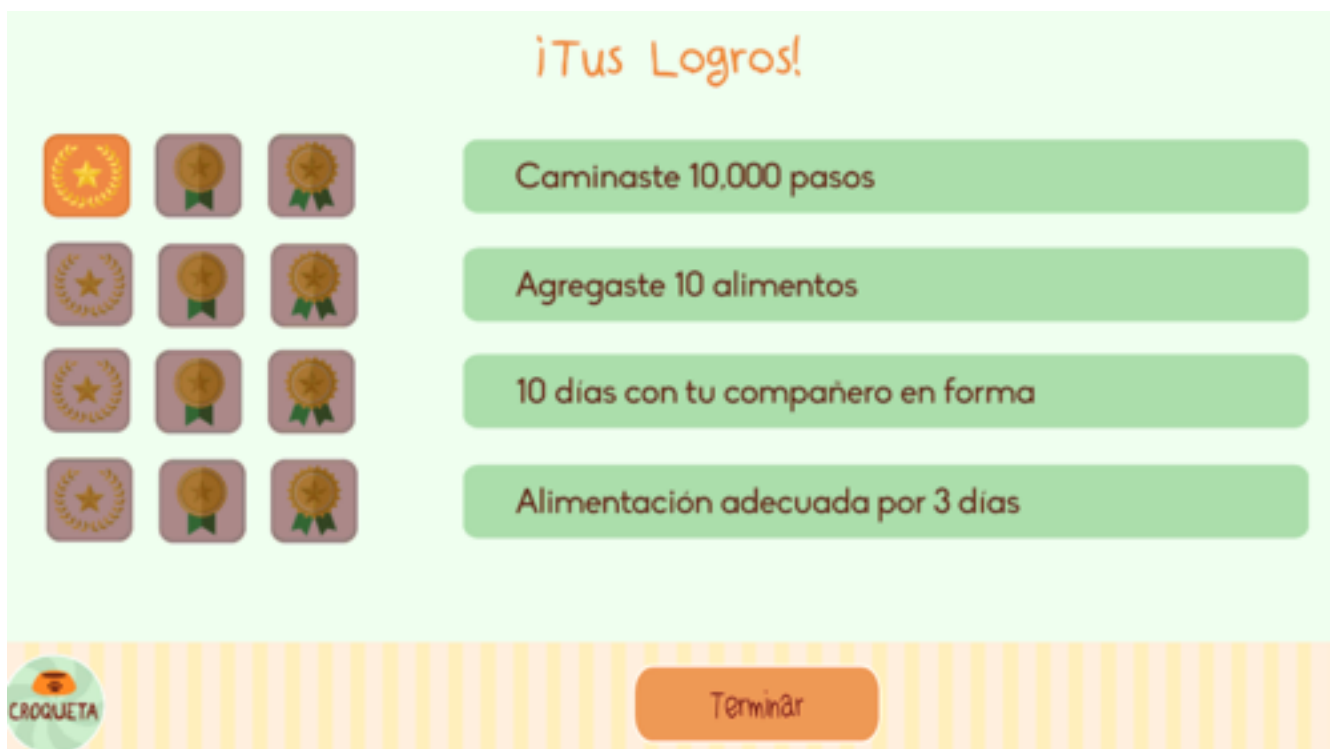 ¡Tus Logros!
Caminaste 10,000 pasos
Agregaste 10 alimentos
10 días con tu compañero en forma
Alimentación adecuada por 3 días
CROQUETA
Terminar